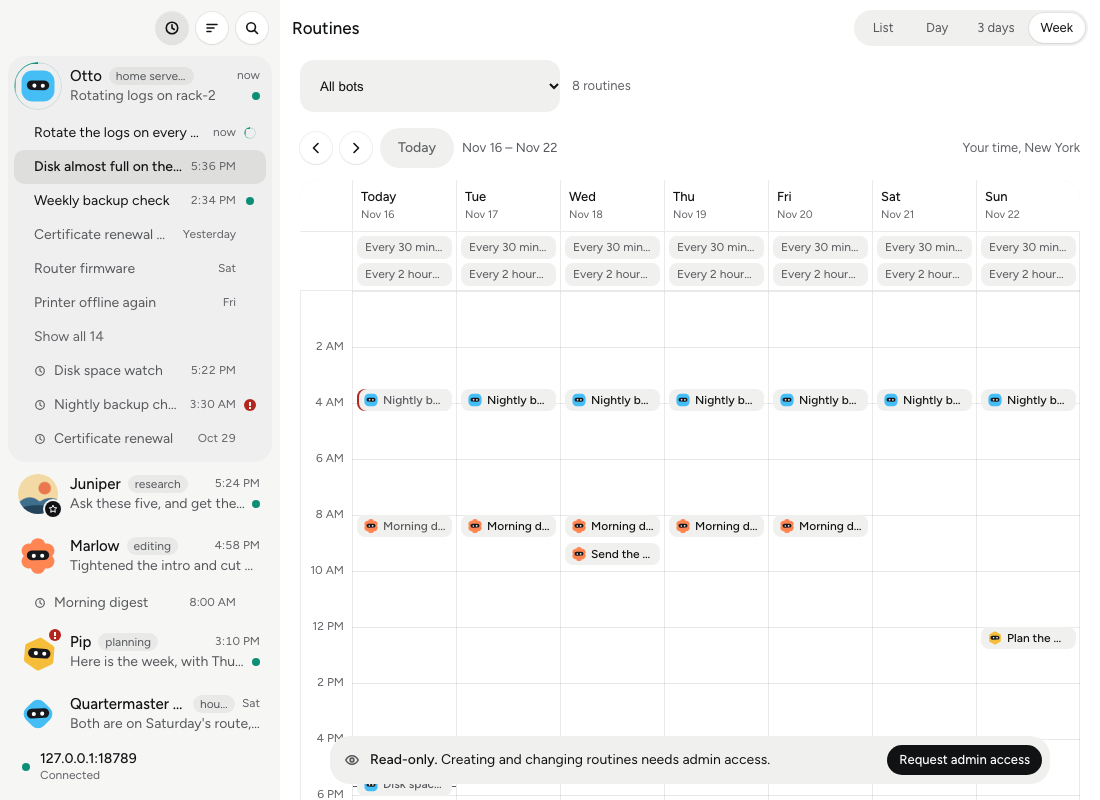 Otto home serve... now
Rotating logs on rack-2
Rotate the logs on every ... now
Disk almost full on the... 5:36 PM
Weekly backup check 2:34 PM
Certificate renewal ... Yesterday
Router firmware Sat
Printer offline again Fri
Show all 14
Disk space watch 5:22 PM
Nightly backup ch... 3:30 AM
Certificate renewal Oct 29
Juniper research 5:24 PM
Ask these five, and get the...
Marlow editing 4:58 PM
Tightened the intro and cut ...
Morning digest 8:00 AM
Pip planning 3:10 PM
Here is the week, with Thu...
Quartermaster ... hou... Sat
Both are on Saturday's route,...
127.0.0.1:18789
Connected
Routines
List Day 3 days Week
All bots 8 routines
Today Nov 16 – Nov 22 Your time, New York
Today Tue Wed Thu Fri Sat Sun
Nov 16 Nov 17 Nov 18 Nov 19 Nov 20 Nov 21 Nov 22
Every 30 min... Every 30 min... Every 30 min... Every 30 min... Every 30 min... Every 30 min... Every 30 min...
Every 2 hour... Every 2 hour... Every 2 hour... Every 2 hour... Every 2 hour... Every 2 hour... Every 2 hour...
2 AM
4 AM Nightly b... Nightly b... Nightly b... Nightly b... Nightly b... Nightly b... Nightly b...
6 AM
8 AM
Morning d... Morning d... Morning d... Morning d... Morning d...
Send the ...
10 AM
12 PM
Plan the ...
2 PM
4 PM
Read-only. Creating and changing routines needs admin access. Request admin access
Disk spac...
6 PM